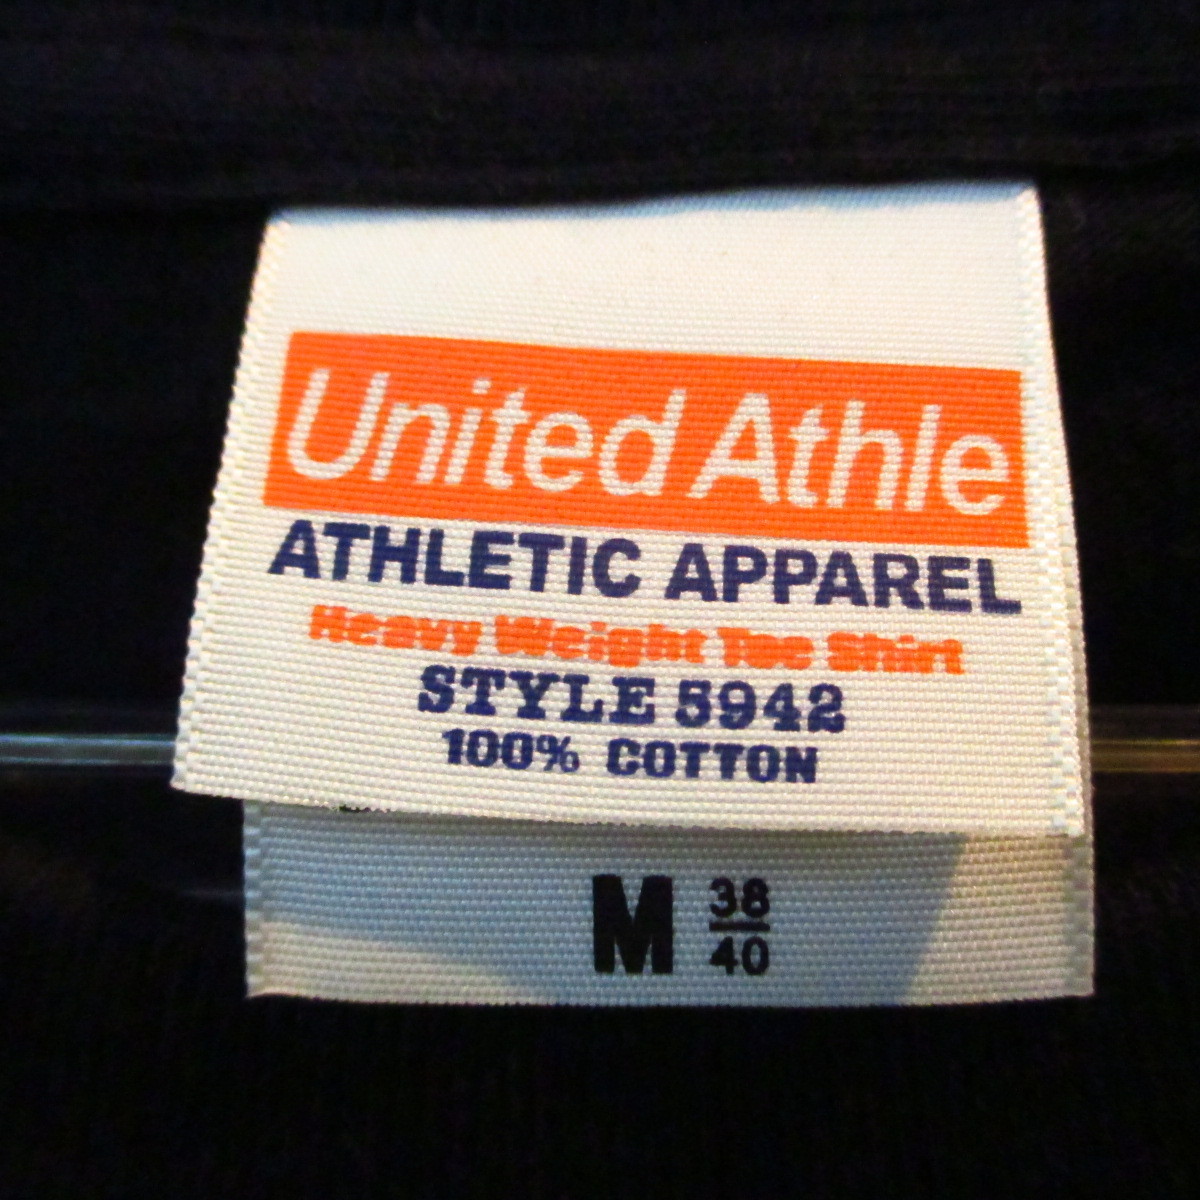 United Athle
ATHLETIC APPAREL
Heavy Weight Tee Shirt
STYLE 5942
100% COTTON
M 38/40